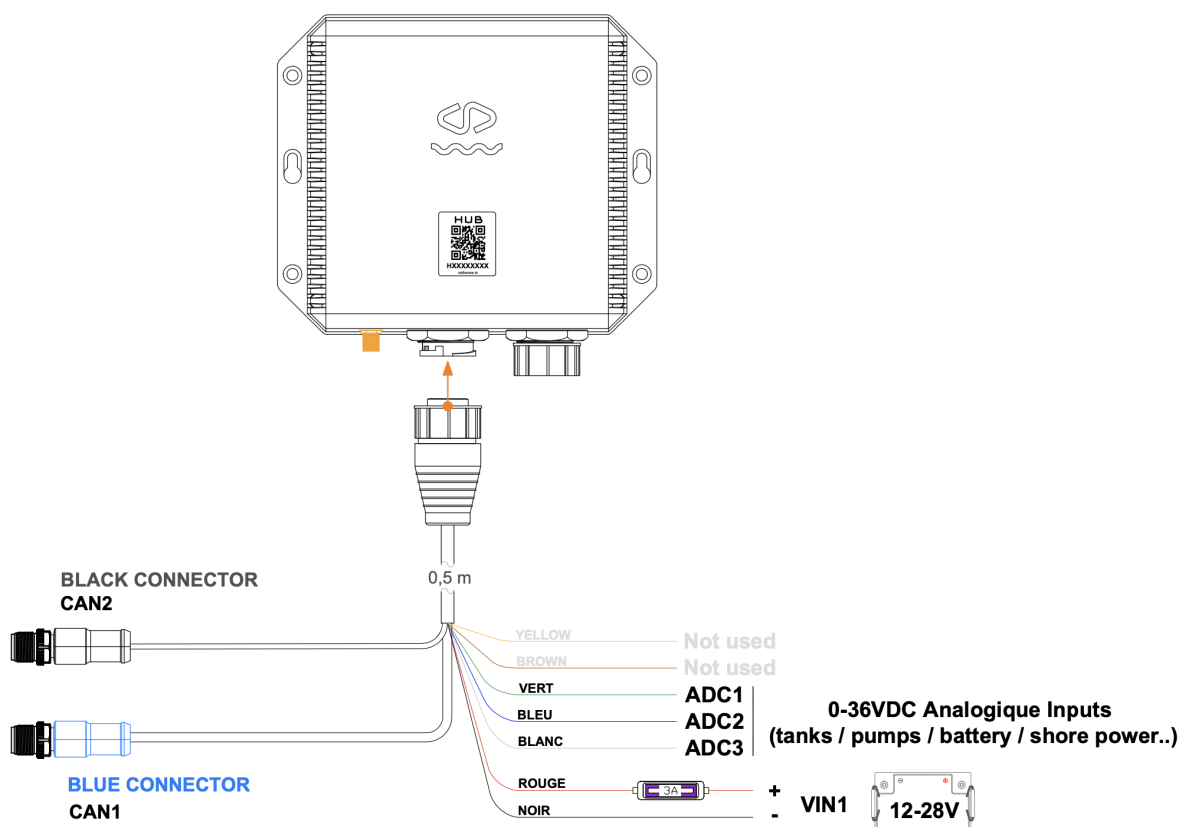 HUB
HXXXXXXXX
0,5 m
BLACK CONNECTOR
CAN2
BLUE CONNECTOR
CAN1
YELLOW
Not used
BROWN
Not used
VERT
ADC1
BLEU
ADC2
BLANC
ADC3
0-36VDC Analogique Inputs
(tanks / pumps / battery / shore power..)
ROUGE
3A
+
NOIR
-
VIN1
12-28V